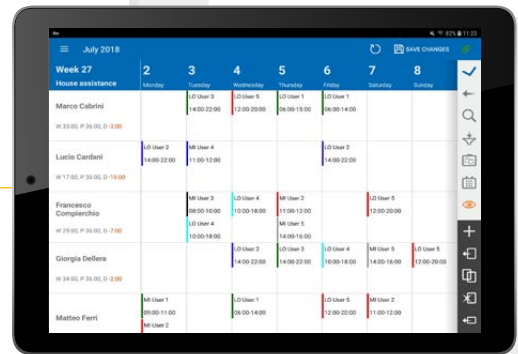 62% 11:23
July 2018
SAVE CHANGES
Week 27
2 3 4 5 6 7 8
House assistance
Monday Tuesday Wednesday Thursday Friday Saturday Sunday
Marco Cabrini
LO User 3 LO User 5 LO User 1 LO User 1
14:00-22:00 12:00-20:00 06:00-15:00 06:00-14:00
W 33:00, P 36:00, D -3:00
Lucio Cardani
LO User 2 MI User 4 LO User 2
14:00-22:00 11:00-12:00 14:00-22:00
W 17:00, P 36:00, D -19:00
Francesco
Compierchio
MI User 3 LO User 4 MI User 2 LO User 5
08:00-10:00 10:00-18:00 11:00-12:00 12:00-20:00
LO User 4 MI User 5
10:00-18:00 14:00-16:00
W 29:00, P 36:00, D -7:00
Giorgia Dellera
LO User 2 LO User 3 LO User 4 MI User 5 LO User 5
14:00-22:00 14:00-22:00 10:00-18:00 14:00-16:00 12:00-20:00
W 34:00, P 36:00, D -2:00
Matteo Ferri
MI User 1 LO User 1 LO User 5 MI User 2
09:00-11:00 06:00-14:00 12:00-20:00 11:00-12:00
MI User 2